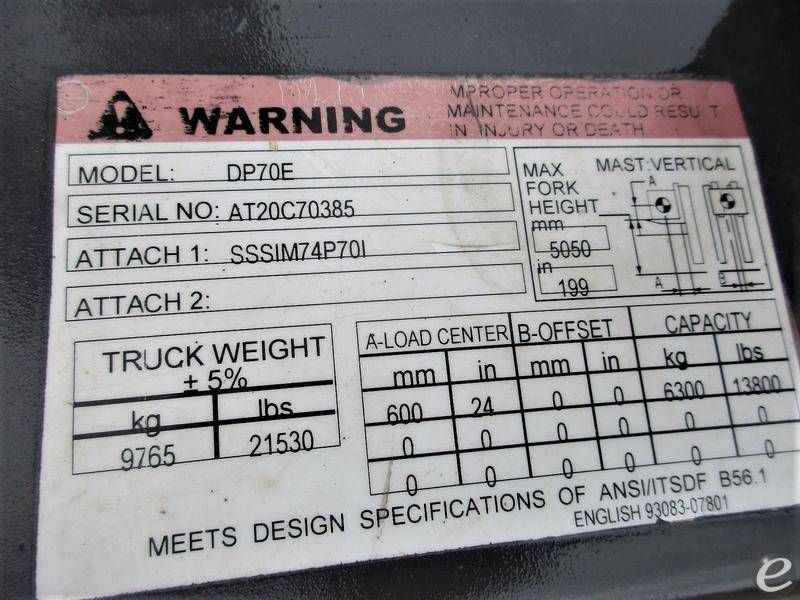 WARNING
IMPROPER OPERATION OR
MAINTENANCE COULD RESULT
IN INJURY OR DEATH
MODEL: DP70E
SERIAL NO: AT20C70385
ATTACH 1: SSSIM74P70I
ATTACH 2:
MAX FORK HEIGHT
MAST:VERTICAL
mm
5050
in
199
A
A
B
TRUCK WEIGHT
± 5%
kg lbs
9765 21530
A-LOAD CENTER B-OFFSET CAPACITY
mm in mm in kg lbs
600 24 0 0 6300 13800
0 0 0 0 0 0
0 0 0 0 0 0
MEETS DESIGN SPECIFICATIONS OF ANSI/ITSDF B56.1
ENGLISH 93083-07801
e